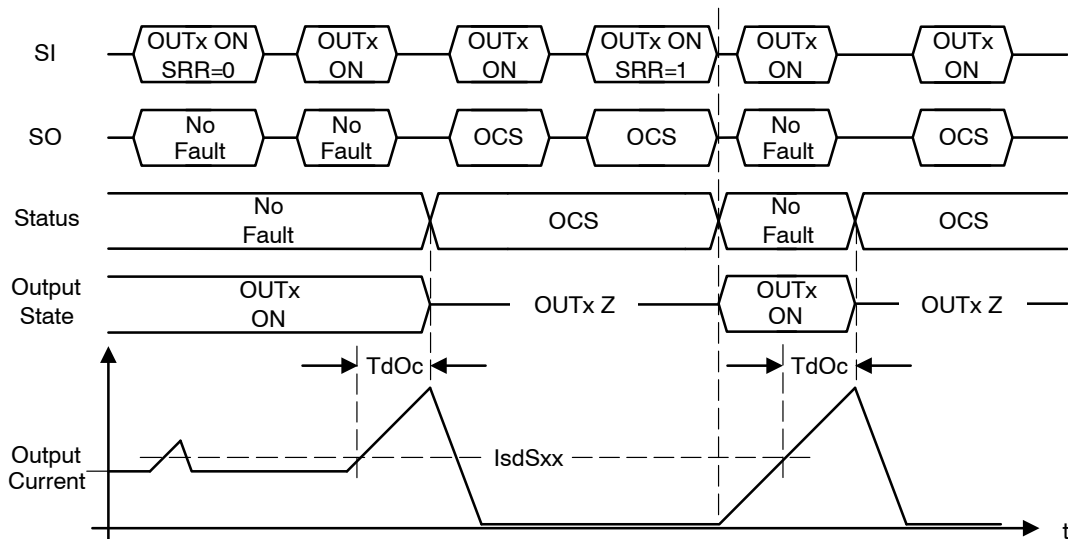 SI
OUTx ON
SRR=0
OUTx
ON
OUTx
ON
OUTx ON
SRR=1
OUTx
ON
OUTx
ON
SO
No
Fault
No
Fault
OCS
OCS
No
Fault
OCS
Status
No
Fault
OCS
No
Fault
OCS
Output
State
OUTx
ON
OUTx Z
OUTx
ON
OUTx Z
TdOc
TdOc
Output
Current
IsdSxx
t